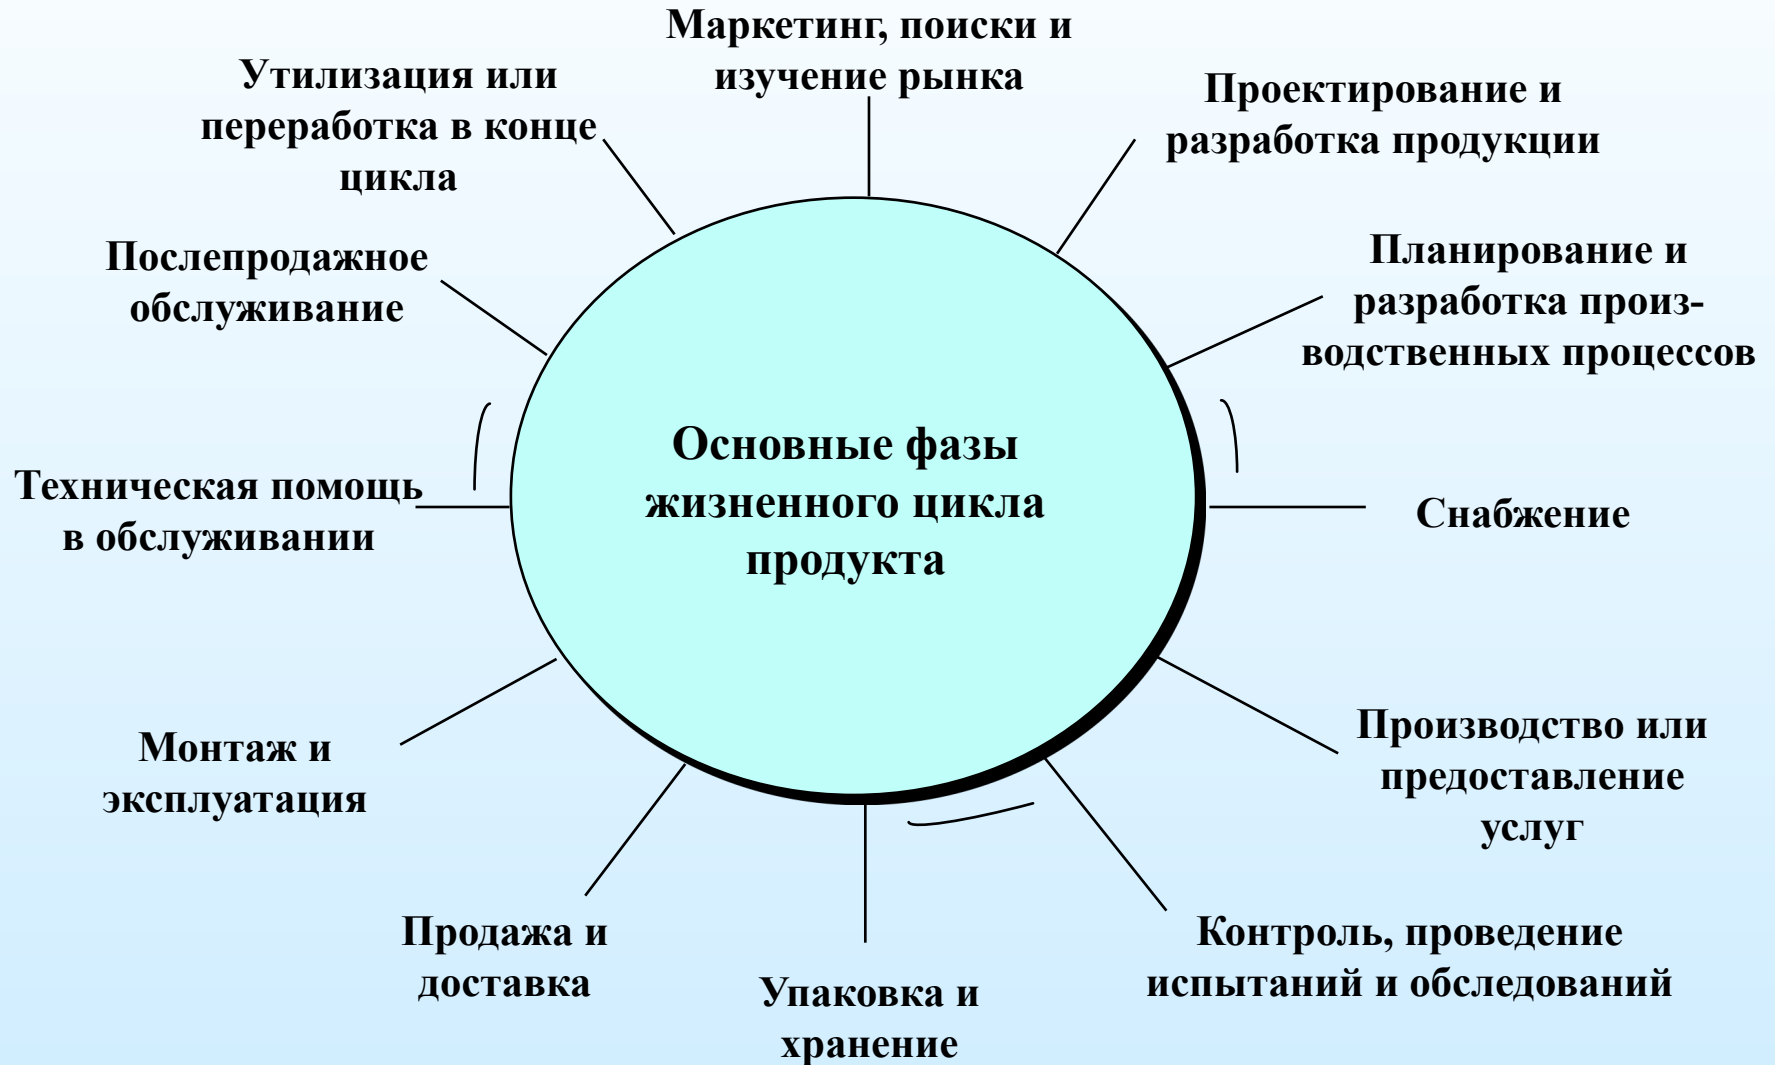 Маркетинг, поиски и
изучение рынка
Проектирование и
разработка продукции
Планирование и
разработка произ-
водственных процессов
Снабжение
Производство или
предоставление
услуг
Контроль, проведение
испытаний и обследований
Упаковка и
хранение
Продажа и
доставка
Монтаж и
эксплуатация
Техническая помощь
в обслуживании
Послепродажное
обслуживание
Утилизация или
переработка в конце
цикла
Основные фазы
жизненного цикла
продукта